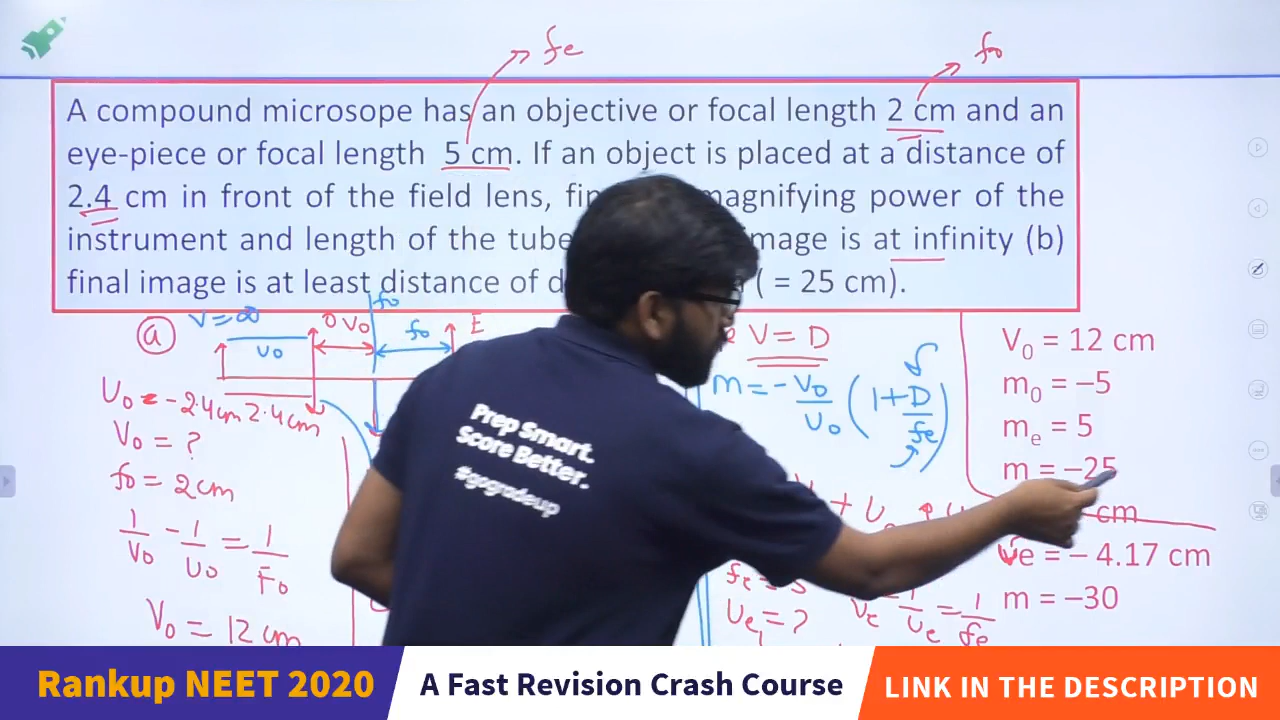 fe
fo
A compound microsope has an objective or focal length 2 cm and an
eye-piece or focal length 5 cm. If an object is placed at a distance of
2.4 cm in front of the field lens, magnifying power of the
instrument and length of the tube image is at infinity (b)
final image is at least distance of ( = 25 cm).
a
V = ∞
U₀
O V₀
fo
fo
E
U₀ = -2.4cm 2.4cm
V₀ = ?
fo = 2cm
1/V₀ - 1/U₀ = 1/F₀
V₀ = 12 cm
V = D
m = -V₀/U₀ (1 + D/fe)
Ue = ?
1/Ue = 1/fe
Prep Smart.
Score Better.
#gogradeup
V₀ = 12 cm
m₀ = –5
mₑ = 5
m = –25
cm
ve = – 4.17 cm
m = –30
Rankup NEET 2020
A Fast Revision Crash Course
LINK IN THE DESCRIPTION